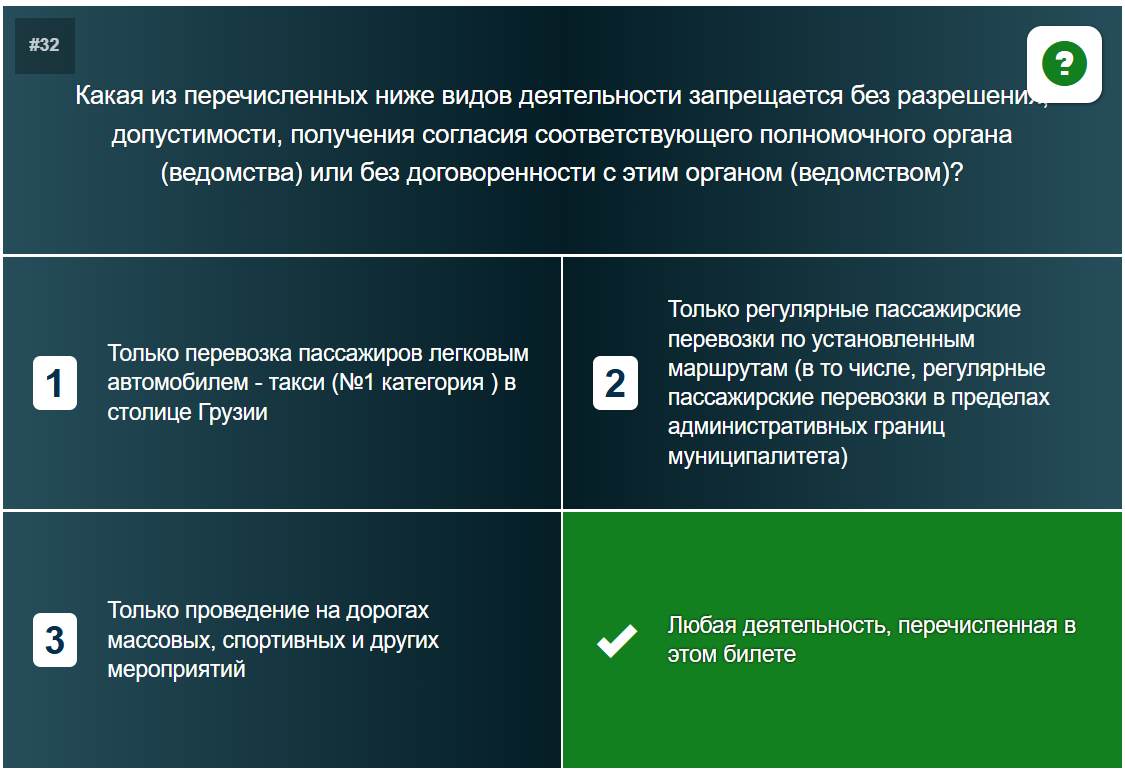 #32
?
Какая из перечисленных ниже видов деятельности запрещается без разрешения,
допустимости, получения согласия соответствующего полномочного органа
(ведомства) или без договоренности с этим органом (ведомством)?
1
Только перевозка пассажиров легковым
автомобилем - такси (№1 категория ) в
столице Грузии
2
Только регулярные пассажирские
перевозки по установленным
маршрутам (в то числе, регулярные
пассажирские перевозки в пределах
административных границ
муниципалитета)
3
Только проведение на дорогах
массовых, спортивных и других
мероприятий
Любая деятельность, перечисленная в
этом билете